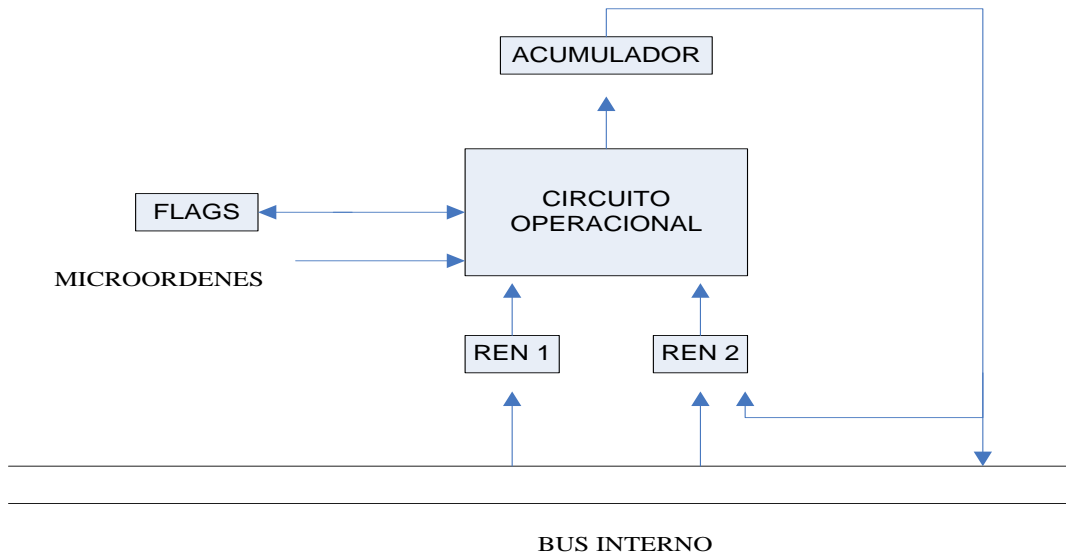 ACUMULADOR
CIRCUITO
OPERACIONAL
FLAGS
MICROORDENES
REN 1
REN 2
BUS INTERNO